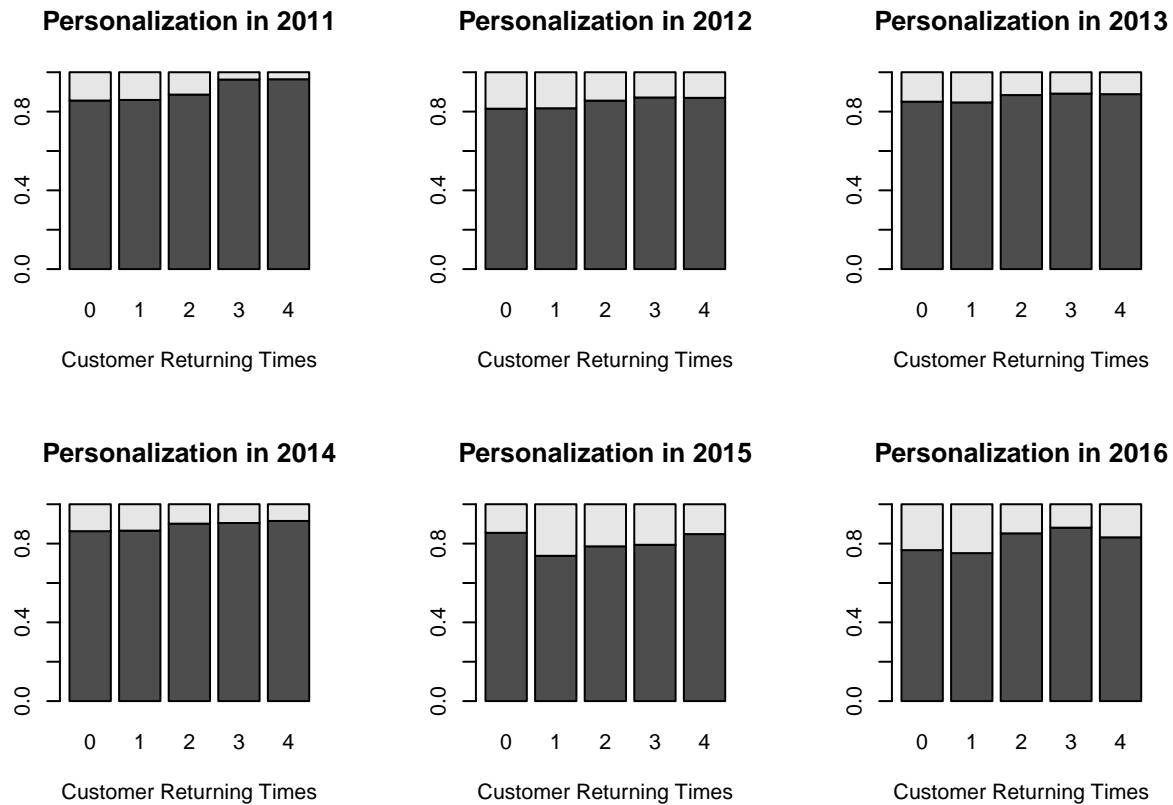 Personalization in 2011
0.0 0.4 0.8
0 1 2 3 4
Customer Returning Times
Personalization in 2012
0.0 0.4 0.8
0 1 2 3 4
Customer Returning Times
Personalization in 2013
0.0 0.4 0.8
0 1 2 3 4
Customer Returning Times
Personalization in 2014
0.0 0.4 0.8
0 1 2 3 4
Customer Returning Times
Personalization in 2015
0.0 0.4 0.8
0 1 2 3 4
Customer Returning Times
Personalization in 2016
0.0 0.4 0.8
0 1 2 3 4
Customer Returning Times